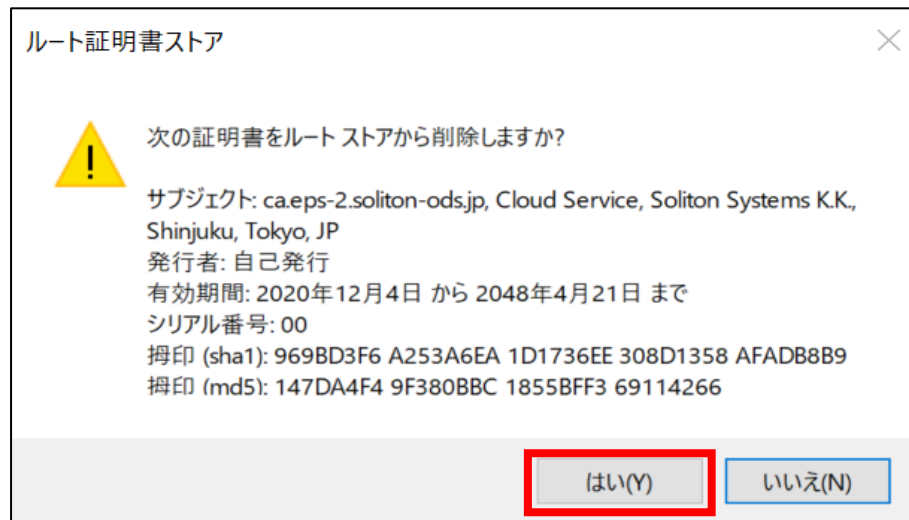 ルート証明書ストア
次の証明書をルート ストアから削除しますか?
サブジェクト: ca.eps-2.soliton-ods.jp, Cloud Service, Soliton Systems K.K.,
Shinjuku, Tokyo, JP
発行者: 自己発行
有効期間: 2020年12月4日 から 2048年4月21日 まで
シリアル番号: 00
拇印 (sha1): 969BD3F6 A253A6EA 1D1736EE 308D1358 AFADB8B9
拇印 (md5): 147DA4F4 9F380BBC 1855BFF3 69114266
はい(Y)
いいえ(N)